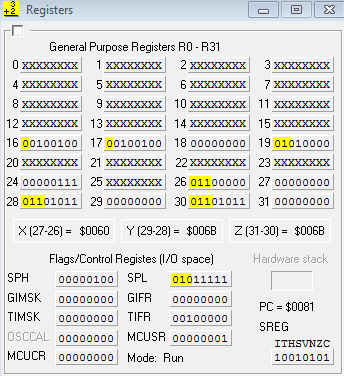 Registers
General Purpose Registers R0 - R31
0 XXXXXXXX 1 XXXXXXXX 2 XXXXXXXX 3 XXXXXXXX
4 XXXXXXXX 5 XXXXXXXX 6 XXXXXXXX 7 XXXXXXXX
8 XXXXXXXX 9 XXXXXXXX 10 XXXXXXXX 11 XXXXXXXX
12 XXXXXXXX 13 XXXXXXXX 14 XXXXXXXX 15 XXXXXXXX
16 00100100 17 00100100 18 00000000 19 01010000
20 XXXXXXXX 21 XXXXXXXX 22 XXXXXXXX 23 XXXXXXXX
24 00000111 25 XXXXXXXX 26 01100000 27 00000000
28 01101011 29 00000000 30 01101011 31 00000000
X (27-26) = $0060 Y (29-28) = $006B Z (31-30) = $006B
Flags/Control Registes (I/O space) Hardware stack
SPH 00000100 SPL 01011111
GIMSK 00000000 GIFR 00000000
TIMSK 00000000 TIFR 00100000 PC = $0081
OSCCAL 00000000 MCUSR 00000001 SREG
ITHSVNZC
MCUCR 00000000 Mode: Run 10010101